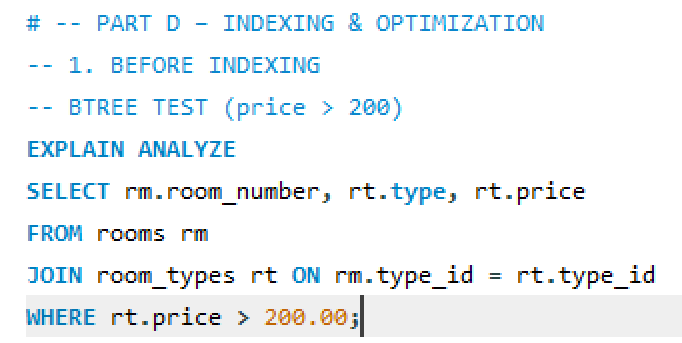 # -- PART D – INDEXING & OPTIMIZATION
-- 1. BEFORE INDEXING
-- BTREE TEST (price > 200)
EXPLAIN ANALYZE
SELECT rm.room_number, rt.type, rt.price
FROM rooms rm
JOIN room_types rt ON rm.type_id = rt.type_id
WHERE rt.price > 200.00;